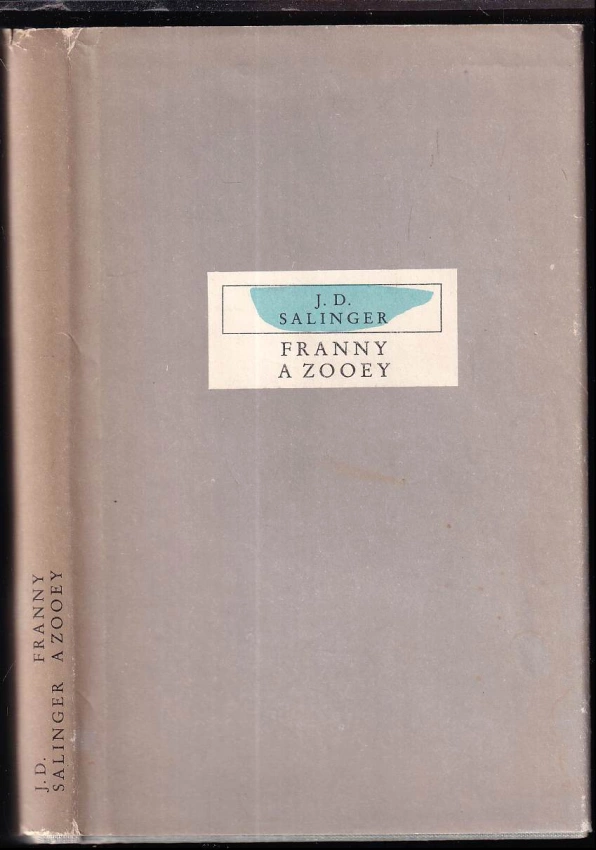 J. D.
SALINGER
FRANNY
A ZOOEY
J. D.
SALINGER
FRANNY
A ZOOEY